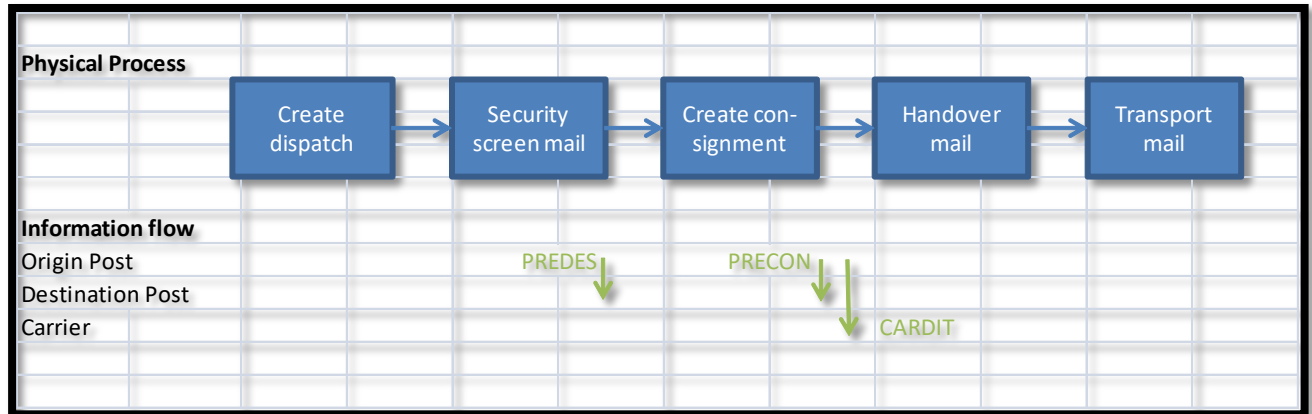 Physical Process
Create
dispatch
Security
screen mail
Create con-
signment
Handover
mail
Transport
mail
Information flow
Origin Post
PREDES
PRECON
Destination Post
Carrier
CARDIT